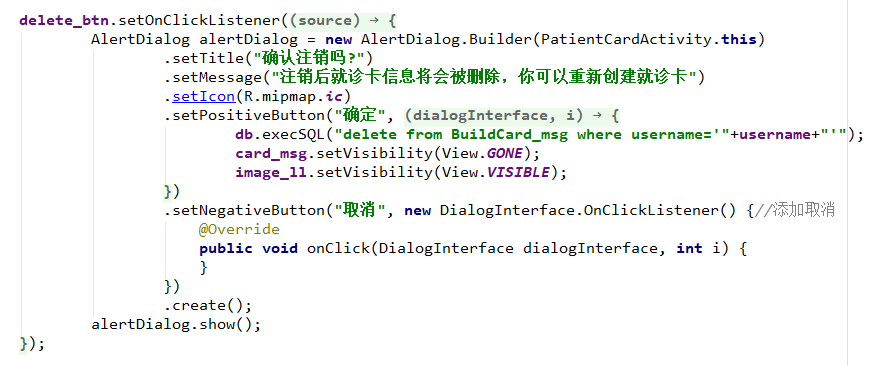 delete_btn.setOnClickListener((source) → {
AlertDialog alertDialog = new AlertDialog.Builder(PatientCardActivity.this)
.setTitle("确认注销吗?")
.setMessage("注销后就诊卡信息将会被删除，你可以重新创建就诊卡")
.setIcon(R.mipmap.ic)
.setPositiveButton("确定", (dialogInterface, i) → {
db.execSQL("delete from BuildCard_msg where username='"+username+"'");
card_msg.setVisibility(View.GONE);
image_ll.setVisibility(View.VISIBLE);
})
.setNegativeButton("取消", new DialogInterface.OnClickListener() {//添加取消
@Override
public void onClick(DialogInterface dialogInterface, int i) {
}
})
.create();
alertDialog.show();
});